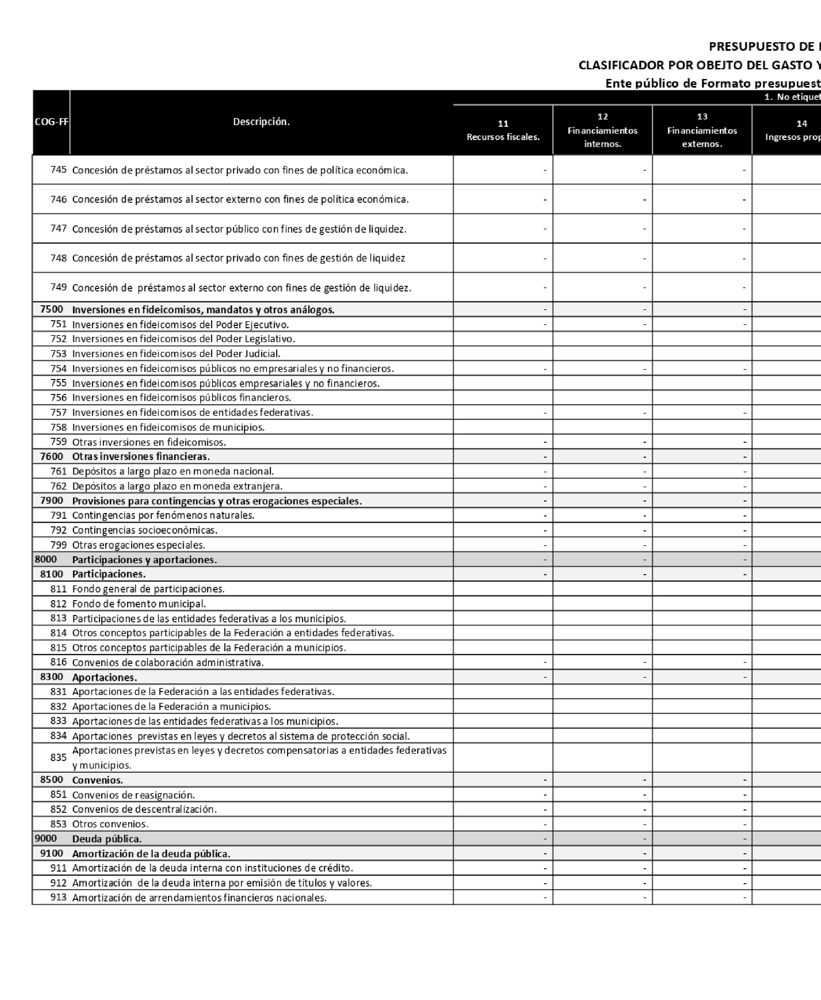 PRESUPUESTO DE
CLASIFICADOR POR OBEJTO DEL GASTO Y
Ente público de Formato presupuest
1. No etiquet
COG-FF Descripción.
11
Recursos fiscales.
12
Financiamientos
internos.
13
Financiamientos
externos.
14
Ingresos prop
745 Concesión de préstamos al sector privado con fines de política económica. - - -
746 Concesión de préstamos al sector externo con fines de política económica. - - -
747 Concesión de préstamos al sector público con fines de gestión de liquidez. - - -
748 Concesión de préstamos al sector privado con fines de gestión de liquidez - - -
749 Concesión de  préstamos al sector externo con fines de gestión de liquidez. - - -
7500 Inversiones en fideicomisos, mandatos y otros análogos. - - -
751 Inversiones en fideicomisos del Poder Ejecutivo. - - -
752 Inversiones en fideicomisos del Poder Legislativo.
753 Inversiones en fideicomisos del Poder Judicial.
754 Inversiones en fideicomisos públicos no empresariales y no financieros. - - -
755 Inversiones en fideicomisos públicos empresariales y no financieros.
756 Inversiones en fideicomisos públicos financieros.
757 Inversiones en fideicomisos de entidades federativas. - - -
758 Inversiones en fideicomisos de municipios.
759 Otras inversiones en fideicomisos. - - -
7600 Otras inversiones financieras. - - -
761 Depósitos a largo plazo en moneda nacional. - - -
762 Depósitos a largo plazo en moneda extranjera. - - -
7900 Provisiones para contingencias y otras erogaciones especiales. - - -
791 Contingencias por fenómenos naturales. - - -
792 Contingencias socioeconómicas. - - -
799 Otras erogaciones especiales. - - -
8000 Participaciones y aportaciones. - - -
8100 Participaciones. - - -
811 Fondo general de participaciones.
812 Fondo de fomento municipal.
813 Participaciones de las entidades federativas a los municipios.
814 Otros conceptos participables de la Federación a entidades federativas.
815 Otros conceptos participables de la Federación a municipios.
816 Convenios de colaboración administrativa. - - -
8300 Aportaciones. - - -
831 Aportaciones de la Federación a las entidades federativas.
832 Aportaciones de la Federación a municipios.
833 Aportaciones de las entidades federativas a los municipios.
834 Aportaciones  previstas en leyes y decretos al sistema de protección social.
835 Aportaciones previstas en leyes y decretos compensatorias a entidades federativas
y municipios.
8500 Convenios. - - -
851 Convenios de reasignación. - - -
852 Convenios de descentralización. - - -
853 Otros convenios. - - -
9000 Deuda pública. - - -
9100 Amortización de la deuda pública. - - -
911 Amortización de la deuda interna con instituciones de crédito. - - -
912 Amortización  de la deuda interna por emisión de títulos y valores. - - -
913 Amortización de arrendamientos financieros nacionales. - - -